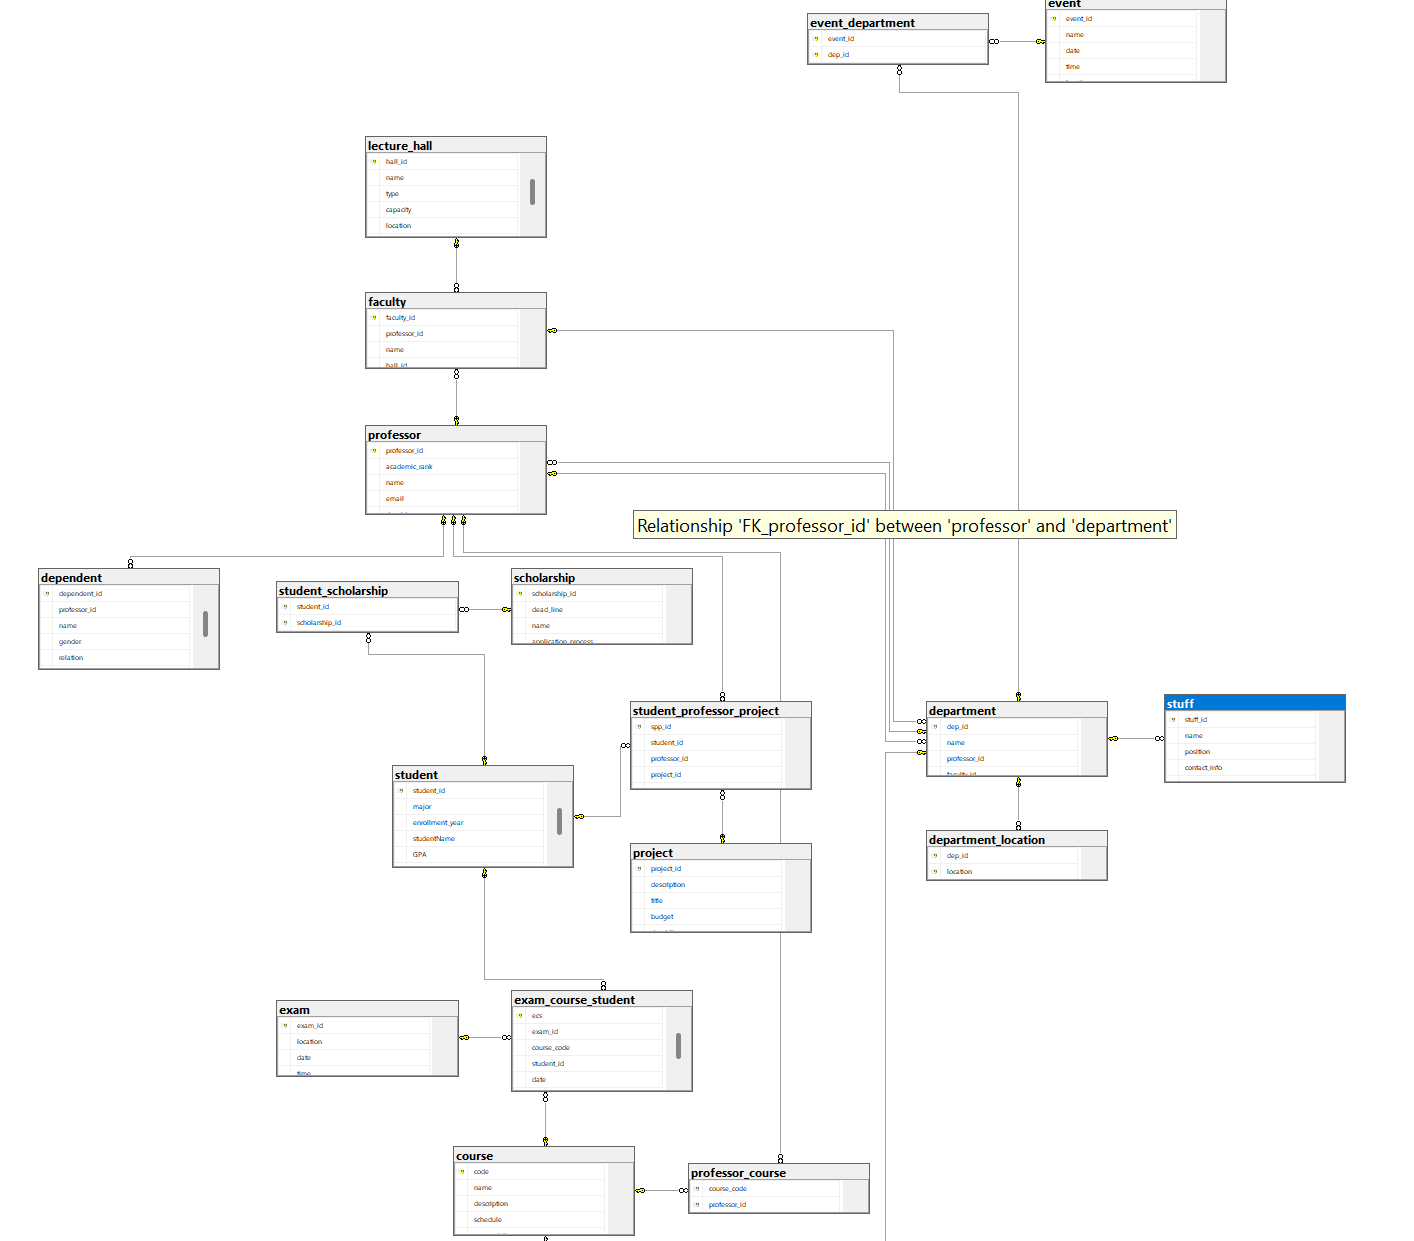 event
event_id
name
date
time
event_department
event_id
dep_id
lecture_hall
hall_id
name
type
capacity
location
faculty
faculty_id
professor_id
name
hall_id
professor
professor_id
academic_rank
name
email
Relationship 'FK_professor_id' between 'professor' and 'department'
dependent
dependent_id
professor_id
name
gender
relation
student_scholarship
student_id
scholarship_id
scholarship
scholarship_id
dead_line
name
application_process
student_professor_project
spp_id
student_id
professor_id
project_id
department
dep_id
name
professor_id
faculty_id
stuff
stuff_id
name
position
contact_info
student
student_id
major
enrollment_year
studentName
GPA
project
project_id
description
title
budget
department_location
dep_id
location
exam
exam_id
location
date
time
exam_course_student
ecs
exam_id
course_code
student_id
date
course
code
name
description
schedule
professor_course
course_code
professor_id